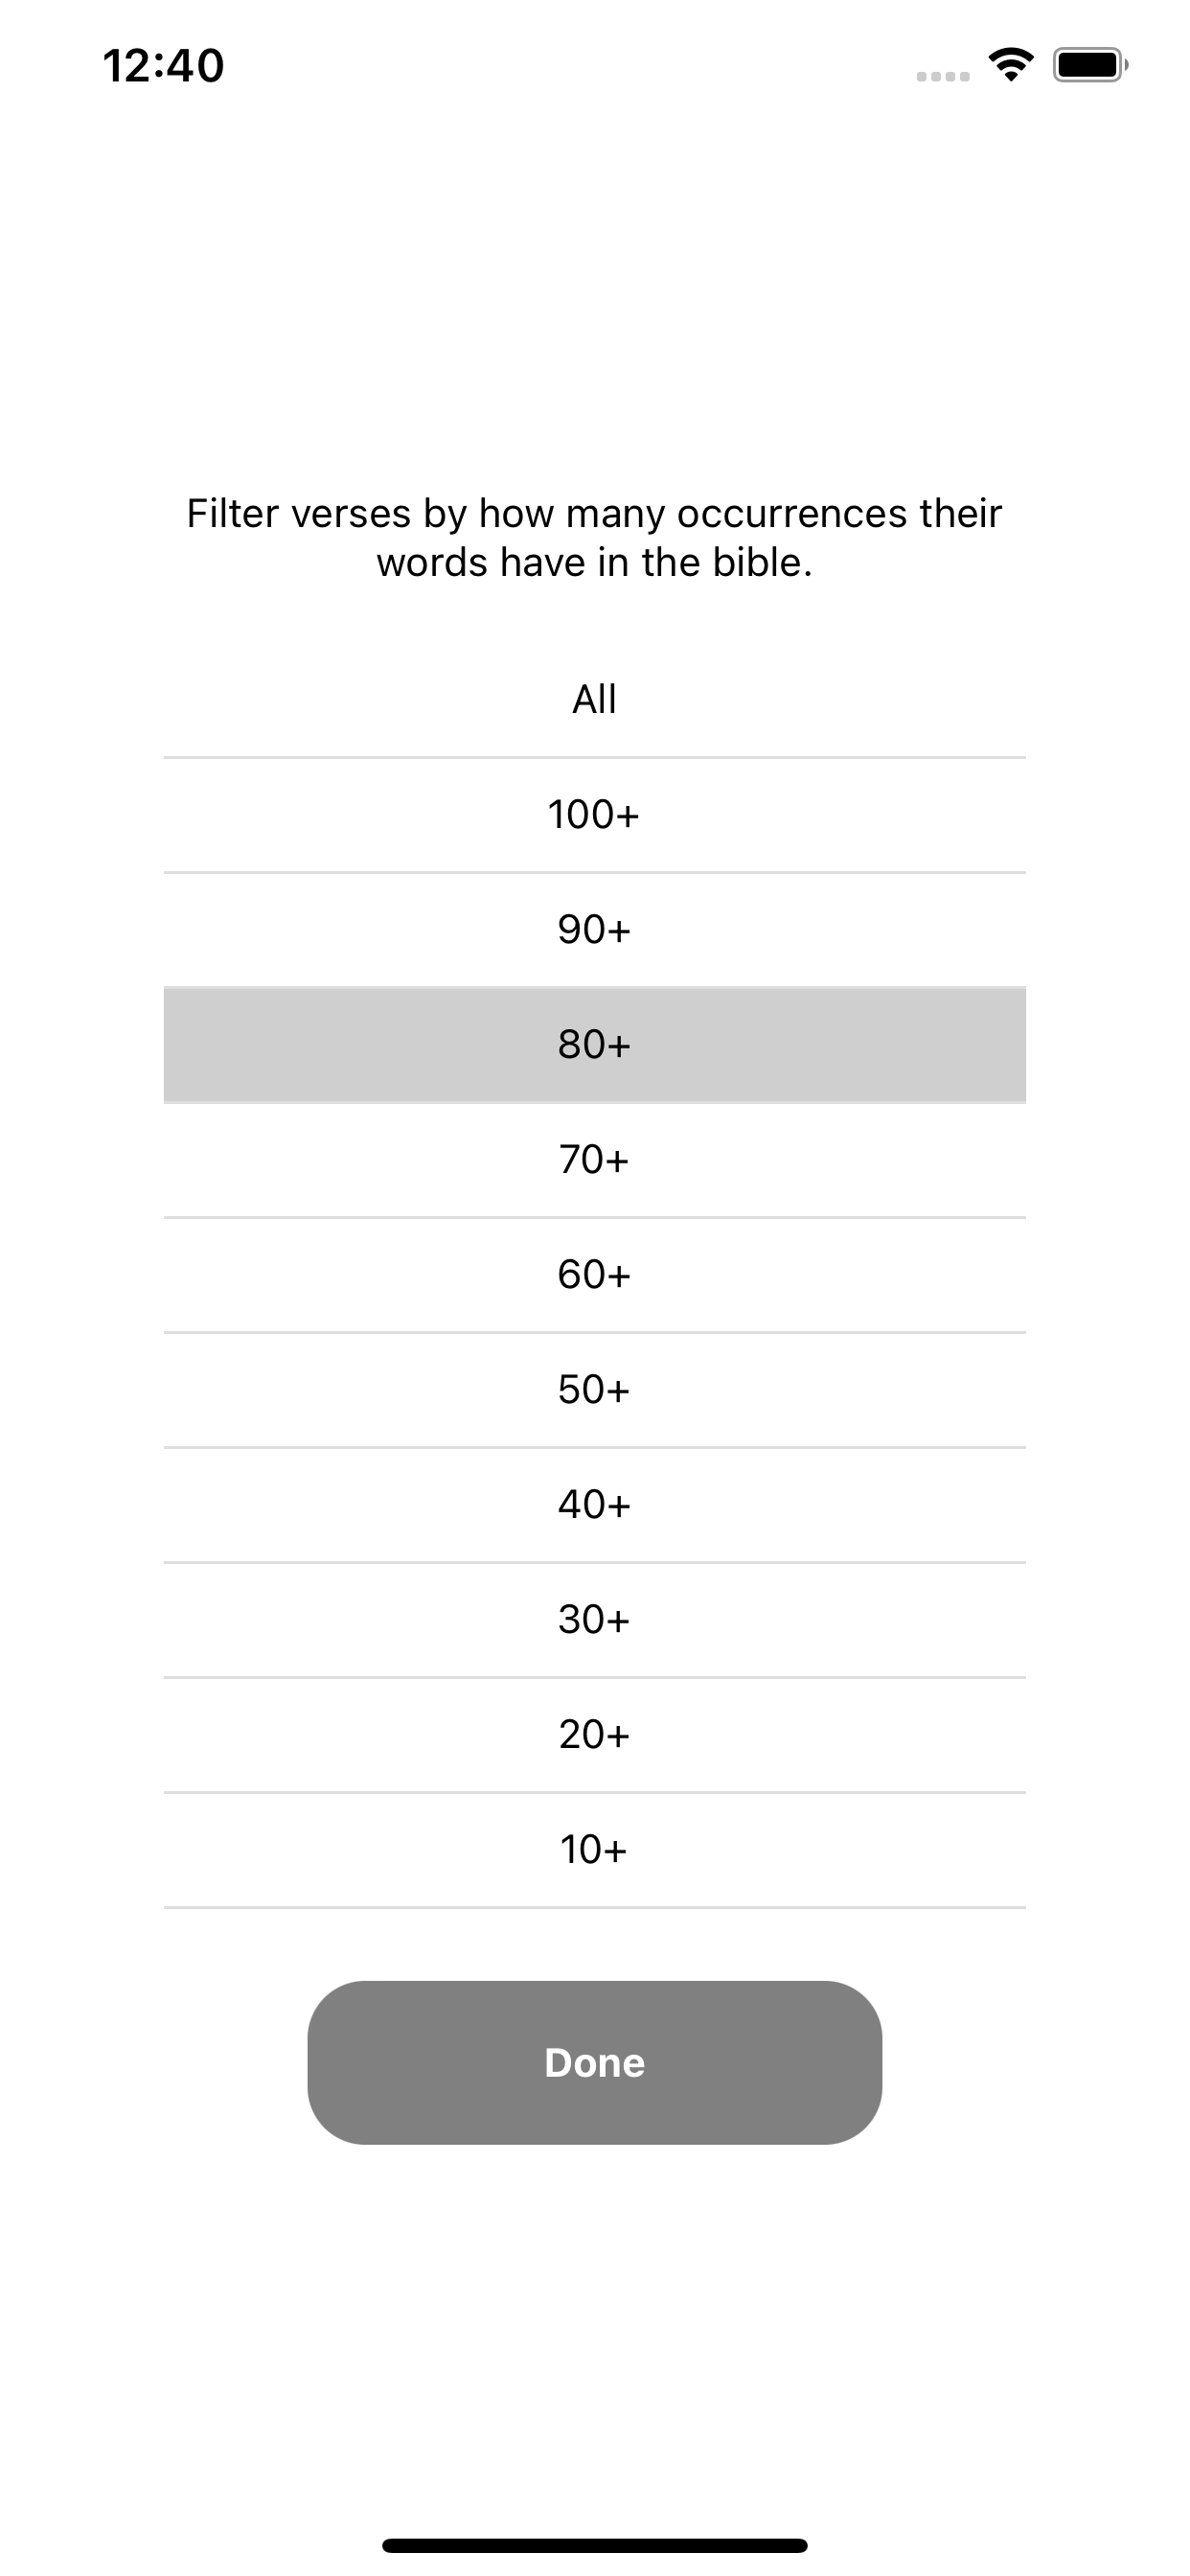 12:40
Filter verses by how many occurrences their
words have in the bible.
All
100+
90+
80+
70+
60+
50+
40+
30+
20+
10+
Done